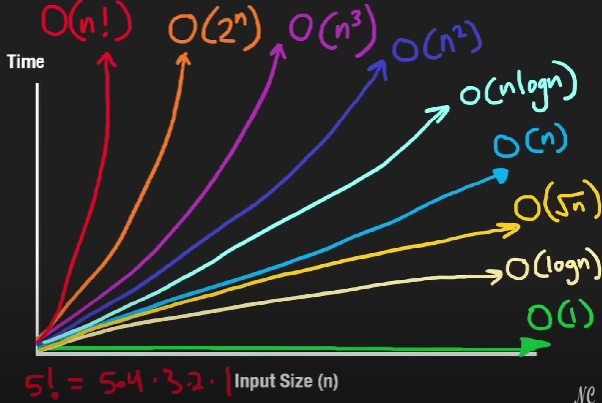 O(n!)
O(2ⁿ)
O(n³)
O(n²)
Time
O(nlogn)
O(n)
O(√n)
O(logn)
O(1)
5! = 5·4·3·2·1
Input Size (n)
NC